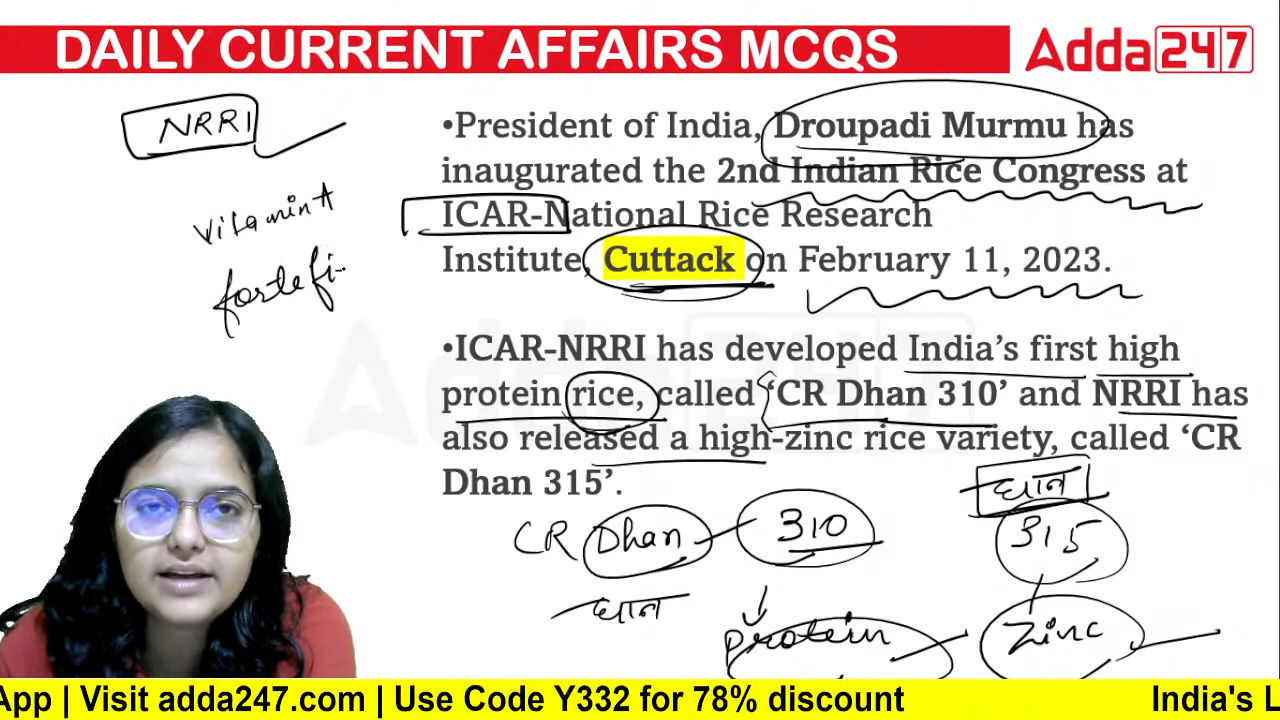 DAILY CURRENT AFFAIRS MCQS
Adda247
NRRI
•President of India, Droupadi Murmu has
inaugurated the 2nd Indian Rice Congress at
ICAR-National Rice Research
Institute, Cuttack on February 11, 2023.
vitamin A
fortefi
•ICAR-NRRI has developed India’s first high
protein rice, called ‘CR Dhan 310’ and NRRI has
also released a high-zinc rice variety, called ‘CR
Dhan 315’.
Adda247
धान
CR Dhan 310 315
धान
protein Zinc
App | Visit adda247.com | Use Code Y332 for 78% discount India's L